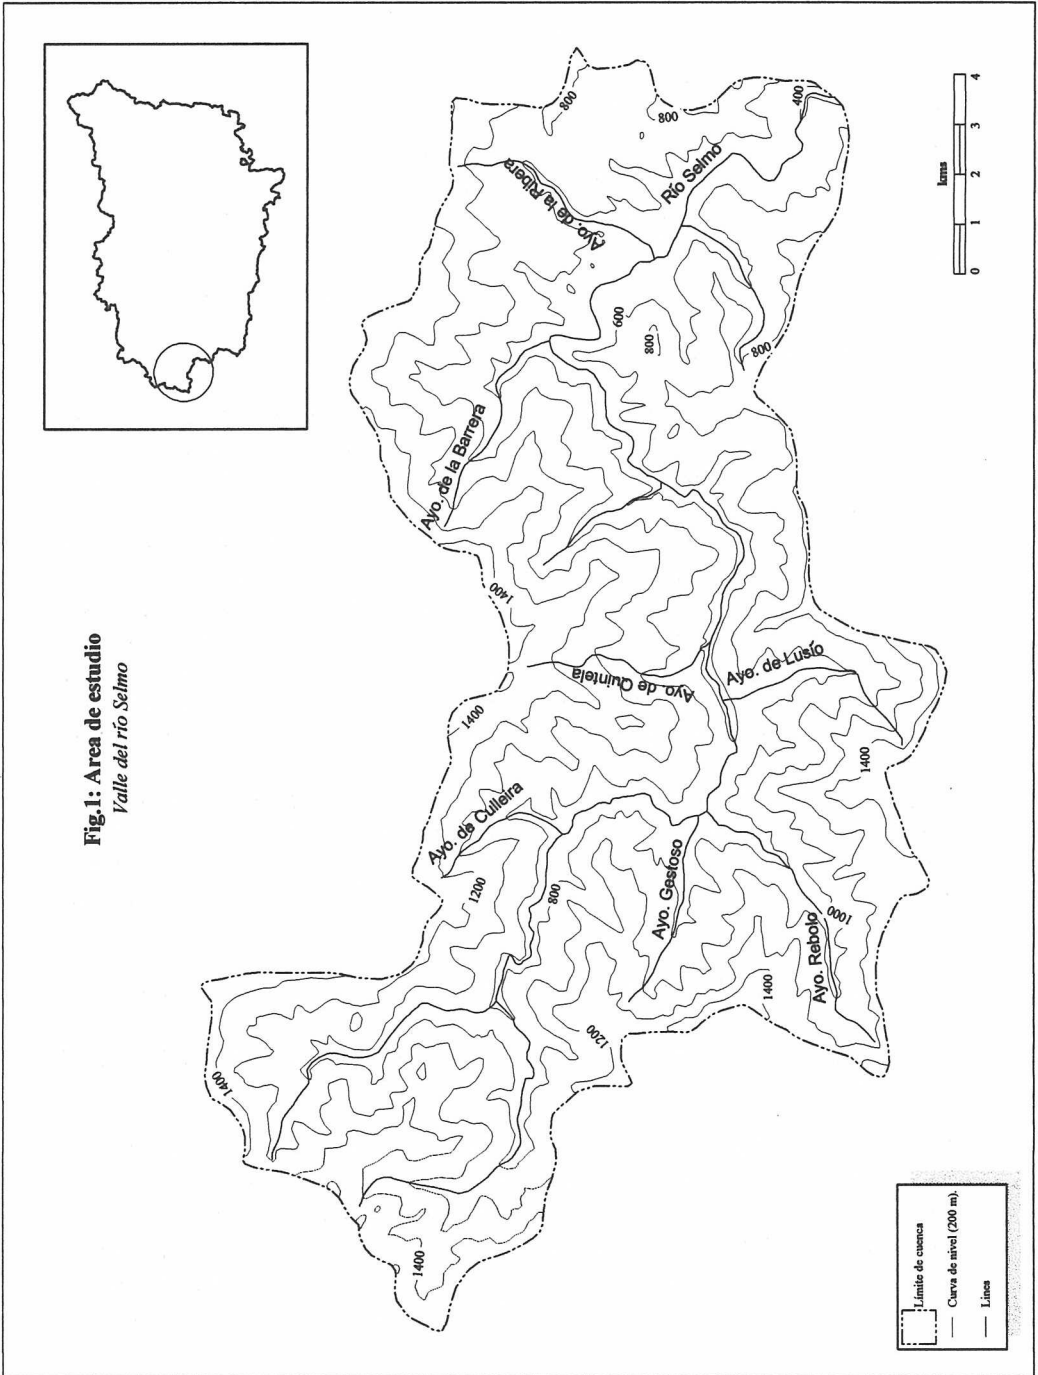 Fig.1: Area de estudio
Valle del río Selmo
1400
1400
1400
1200
800
1200
Ayo. de Culleira
1400
1400
Ayo. Gestoso
Ayo. Rebolo
1000
1400
1400
Ayo de Quintela
Ayo. de Lusío
Ayo. de la Barrera
600
800
800
Ayo. de la Ribera
Río Selmo
800
800
400
Límite de cuenca
Curva de nivel (200 m).
Linea
kms
0 1 2 3 4